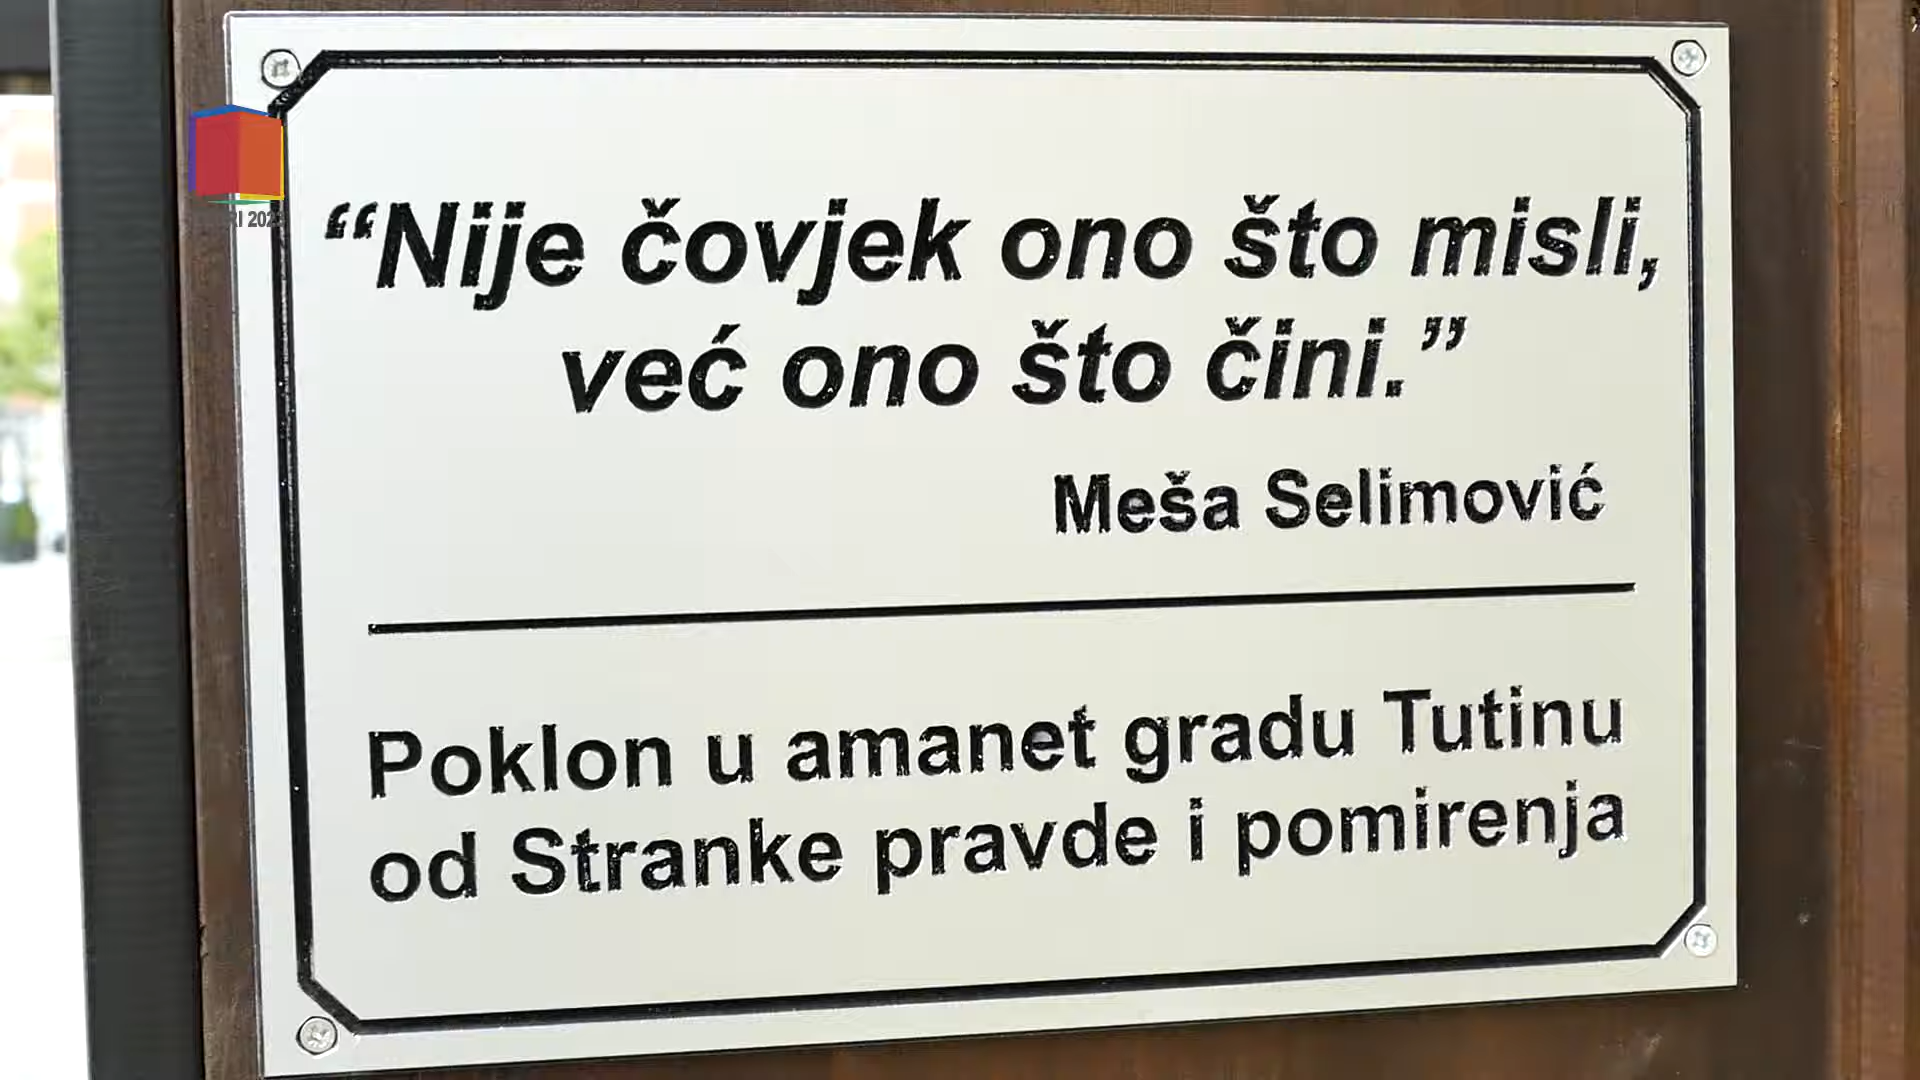 “Nije čovjek ono što misli,
već ono što čini.”
Meša Selimović
Poklon u amanet gradu Tutinu
od Stranke pravde i pomirenja